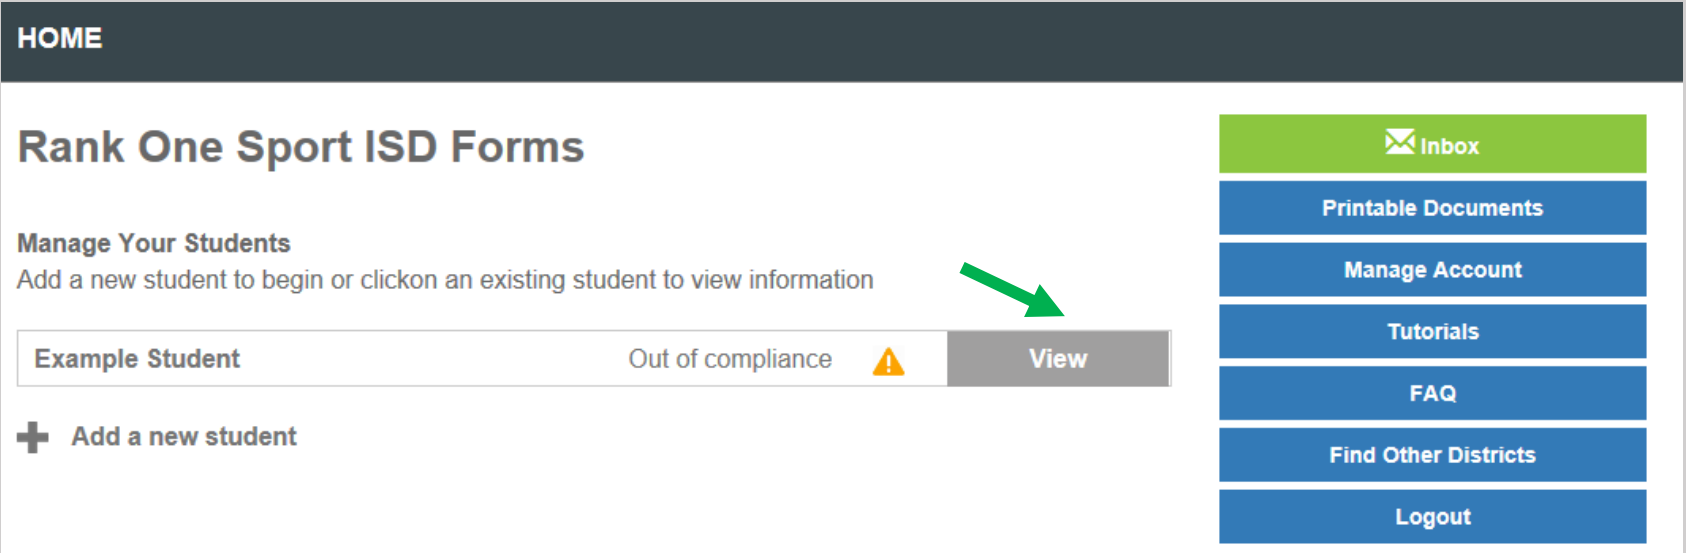 HOME
Rank One Sport ISD Forms
Manage Your Students
Add a new student to begin or clickon an existing student to view information
Example Student Out of compliance View
Add a new student
Inbox
Printable Documents
Manage Account
Tutorials
FAQ
Find Other Districts
Logout